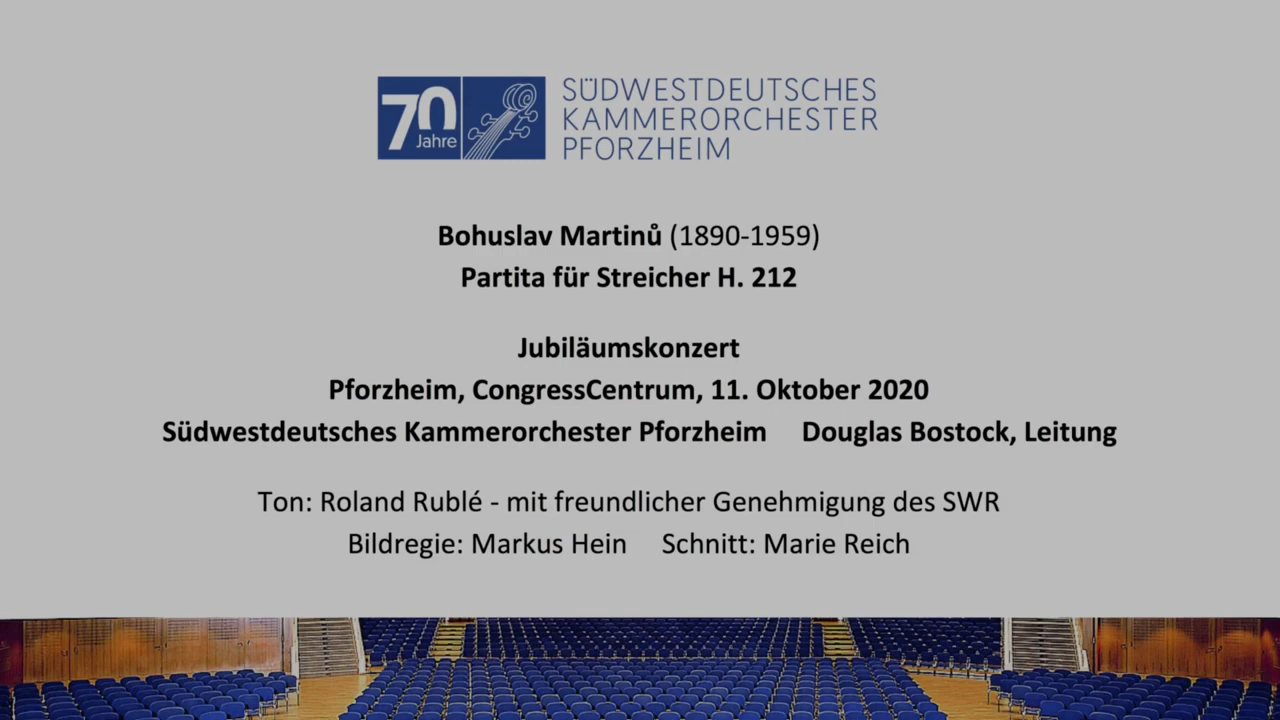 70
Jahre
SÜDWESTDEUTSCHES
KAMMERORCHESTER
PFORZHEIM
Bohuslav Martinů (1890-1959)
Partita für Streicher H. 212
Jubiläumskonzert
Pforzheim, CongressCentrum, 11. Oktober 2020
Südwestdeutsches Kammerorchester Pforzheim Douglas Bostock, Leitung
Ton: Roland Rublé - mit freundlicher Genehmigung des SWR
Bildregie: Markus Hein Schnitt: Marie Reich